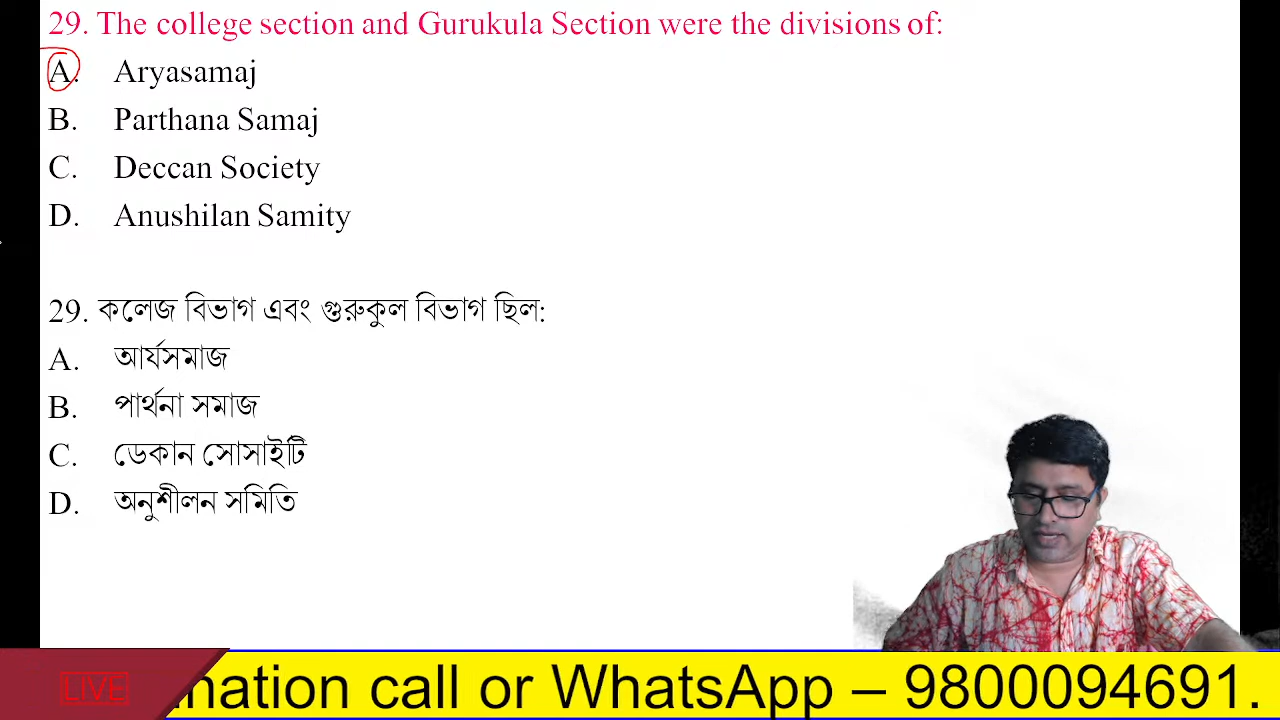 29. The college section and Gurukula Section were the divisions of:
A. Aryasamaj
B. Parthana Samaj
C. Deccan Society
D. Anushilan Samity
29. কলেজ বিভাগ এবং গুরুকুল বিভাগ ছিল:
A. আর্যসমাজ
B. পার্থনা সমাজ
C. ডেকান সোসাইটি
D. অনুশীলন সমিতি
LIVE
nation call or WhatsApp – 9800094691.